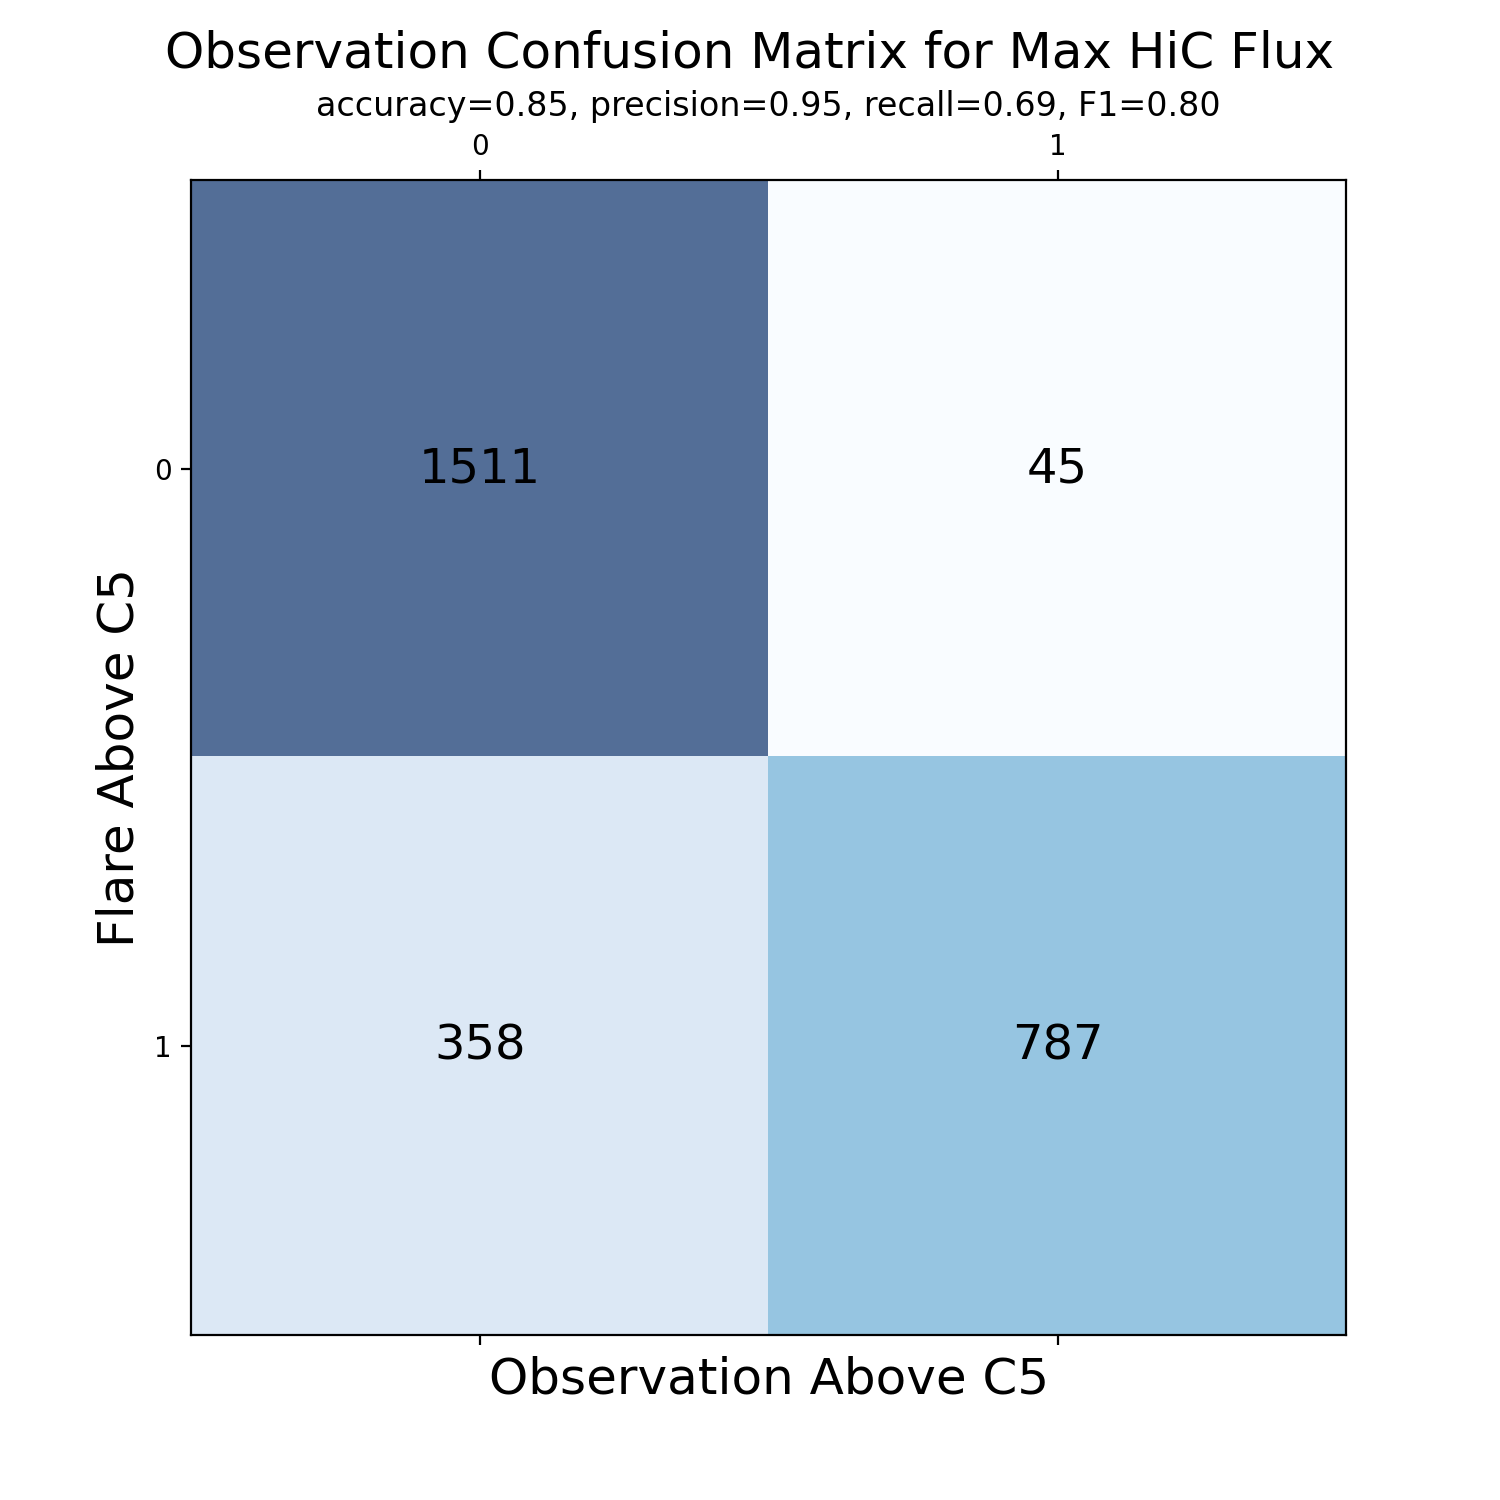 Observation Confusion Matrix for Max HiC Flux
accuracy=0.85, precision=0.95, recall=0.69, F1=0.80
0 1
0 1511 45
Flare Above C5
1 358 787
Observation Above C5